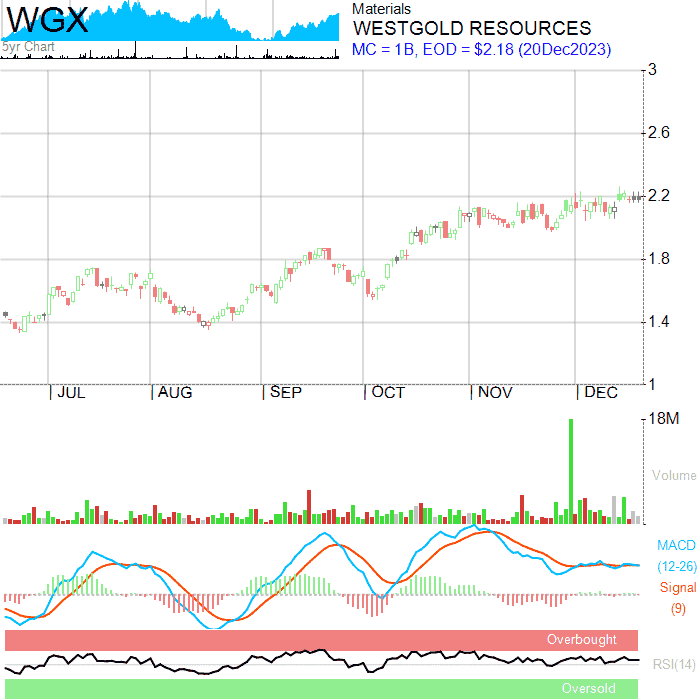 WGX
5yr Chart
Materials
WESTGOLD RESOURCES
MC = 1B, EOD = $2.18 (20Dec2023)
3
2.6
2.2
1.8
1.4
1
JUL AUG SEP OCT NOV DEC
18M
Volume
MACD
(12-26)
Signal
(9)
Overbought
RSI(14)
Oversold